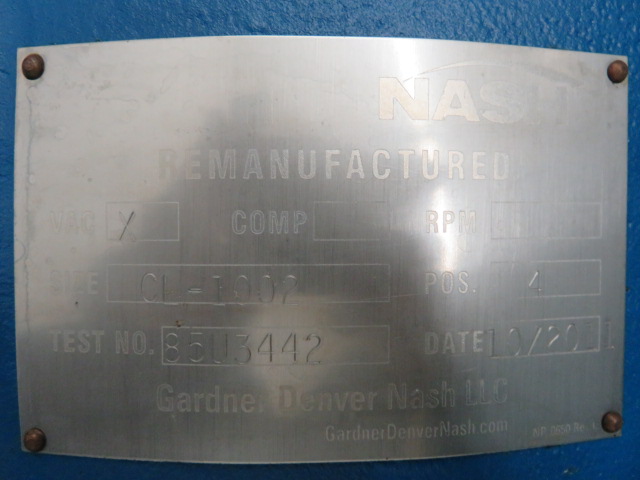 NASH
REMANUFACTURED
VAC X COMP RPM
SIZE CL-1002 POS. 4
TEST NO. 85U3442 DATE
Gardner Denver Nash LLC
GardnerDenverNash.com